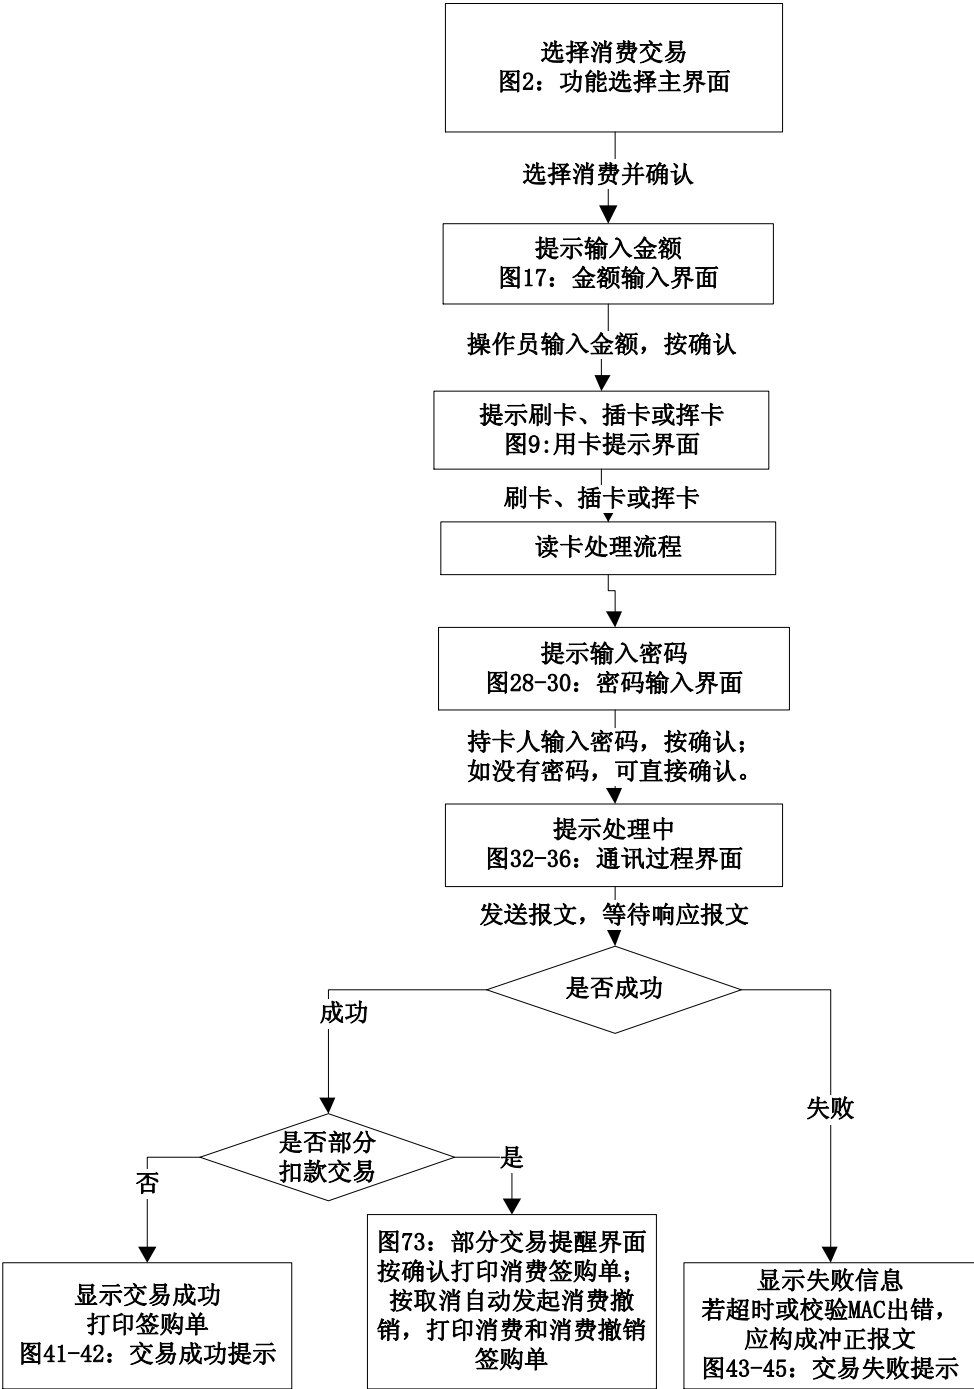 选择消费交易
图2：功能选择主界面
选择消费并确认
提示输入金额
图17：金额输入界面
操作员输入金额，按确认
提示刷卡、插卡或挥卡
图9:用卡提示界面
刷卡、插卡或挥卡
读卡处理流程
提示输入密码
图28-30：密码输入界面
持卡人输入密码，按确认；
如没有密码，可直接确认。
提示处理中
图32-36：通讯过程界面
发送报文，等待响应报文
是否成功
成功
失败
是否部分
扣款交易
否
是
显示交易成功
打印签购单
图41-42：交易成功提示
图73：部分交易提醒界面
按确认打印消费签购单；
按取消自动发起消费撤
销，打印消费和消费撤销
签购单
显示失败信息
若超时或校验MAC出错，
应构成冲正报文
图43-45：交易失败提示